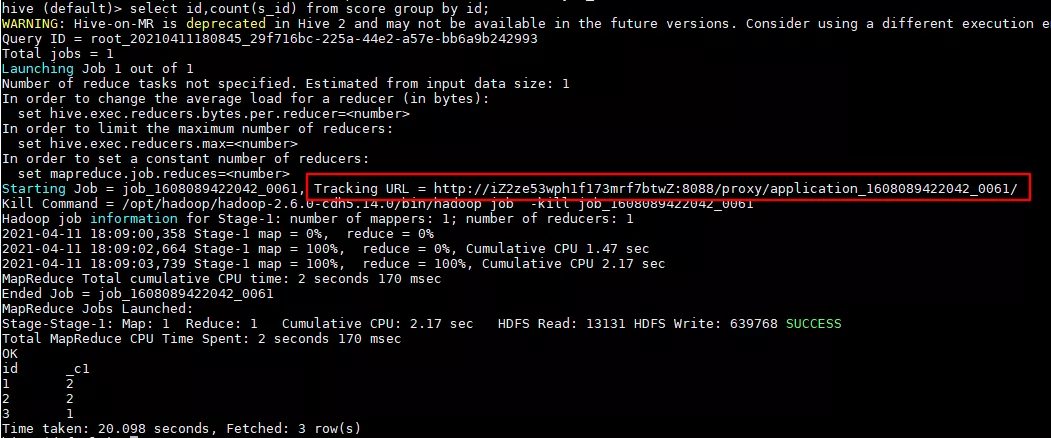 hive (default)> select id,count(s_id) from score group by id;
WARNING: Hive-on-MR is deprecated in Hive 2 and may not be available in the future versions. Consider using a different execution e
Query ID = root_20210411180845_29f716bc-225a-44e2-a57e-bb6a9b242993
Total jobs = 1
Launching Job 1 out of 1
Number of reduce tasks not specified. Estimated from input data size: 1
In order to change the average load for a reducer (in bytes):
  set hive.exec.reducers.bytes.per.reducer=<number>
In order to limit the maximum number of reducers:
  set hive.exec.reducers.max=<number>
In order to set a constant number of reducers:
  set mapreduce.job.reduces=<number>
Starting Job = job_1608089422042_0061, Tracking URL = http://iZ2ze53wph1f173mrf7btwZ:8088/proxy/application_1608089422042_0061/
Kill Command = /opt/hadoop/hadoop-2.6.0-cdh5.14.0/bin/hadoop job  -kill job_1608089422042_0061
Hadoop job information for Stage-1: number of mappers: 1; number of reducers: 1
2021-04-11 18:09:00,358 Stage-1 map = 0%,  reduce = 0%
2021-04-11 18:09:02,664 Stage-1 map = 100%,  reduce = 0%, Cumulative CPU 1.47 sec
2021-04-11 18:09:03,739 Stage-1 map = 100%,  reduce = 100%, Cumulative CPU 2.17 sec
MapReduce Total cumulative CPU time: 2 seconds 170 msec
Ended Job = job_1608089422042_0061
MapReduce Jobs Launched:
Stage-Stage-1: Map: 1  Reduce: 1   Cumulative CPU: 2.17 sec   HDFS Read: 13131 HDFS Write: 639768 SUCCESS
Total MapReduce CPU Time Spent: 2 seconds 170 msec
OK
id      _c1
1       2
2       2
3       1
Time taken: 20.098 seconds, Fetched: 3 row(s)